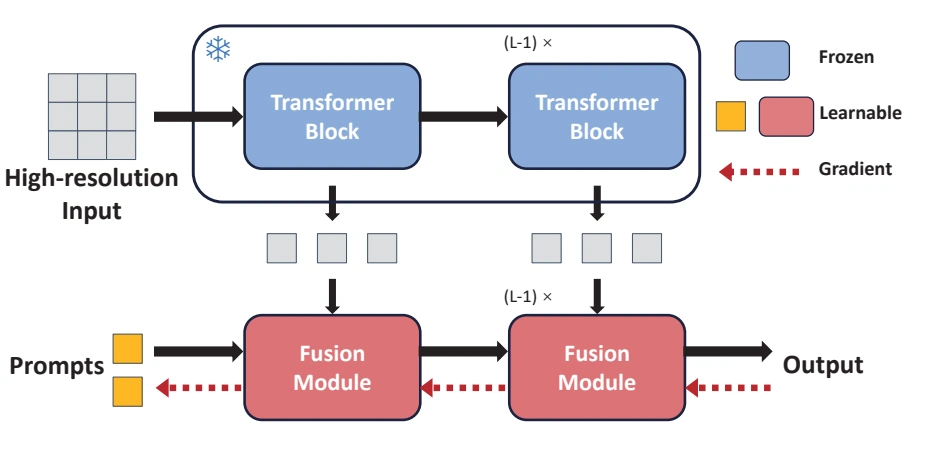 (L-1) ×
Transformer
Block
Transformer
Block
Frozen
Learnable
Gradient
High-resolution
Input
(L-1) ×
Prompts
Fusion
Module
Fusion
Module
Output